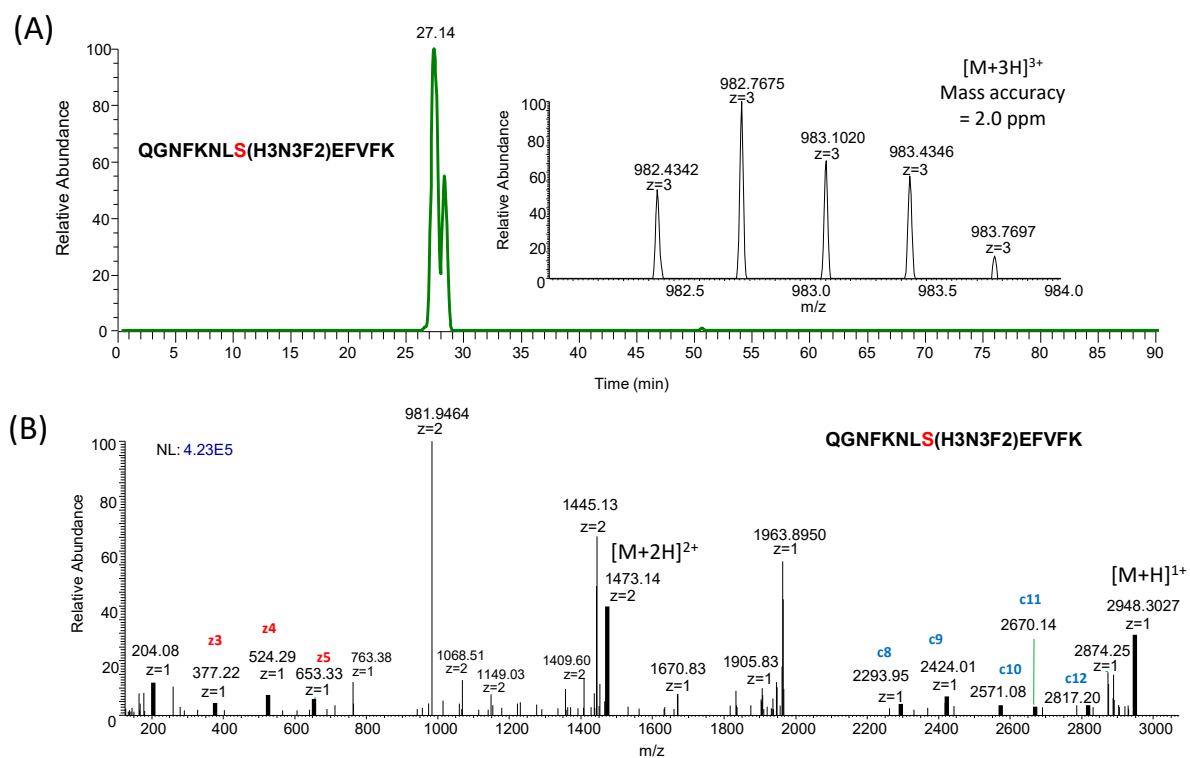 (A)
27.14
100
80
60
40
20
0
Relative Abundance
QGNFKNLS(H3N3F2)EFVFK
0 5 10 15 20 25 30 35 40 45 50 55 60 65 70 75 80 85 90
Time (min)
[M+3H]3+
Mass accuracy
= 2.0 ppm
100
80
60
40
20
0
Relative Abundance
982.7675
z=3
983.1020
z=3
983.4346
z=3
982.4342
z=3
983.7697
z=3
982.5 983.0 983.5 984.0
m/z
(B)
981.9464
z=2
QGNFKNLS(H3N3F2)EFVFK
NL: 4.23E5
100
80
60
40
20
0
Relative Abundance
1445.13
z=2
[M+2H]2+
1473.14
z=2
1963.8950
z=1
[M+H]1+
2948.3027
z=1
c11
2670.14
z4
z3
z5
204.08
z=1
377.22
z=1
524.29
z=1
653.33
z=1
763.38
z=1
1068.51
z=2
1149.03
z=2
1409.60
z=2
1670.83
z=1
1905.83
z=1
c8
2293.95
z=1
c9
2424.01
z=1
c10
2571.08
c12
2817.20
2874.25
z=1
200 400 600 800 1000 1200 1400 1600 1800 2000 2200 2400 2600 2800 3000
m/z